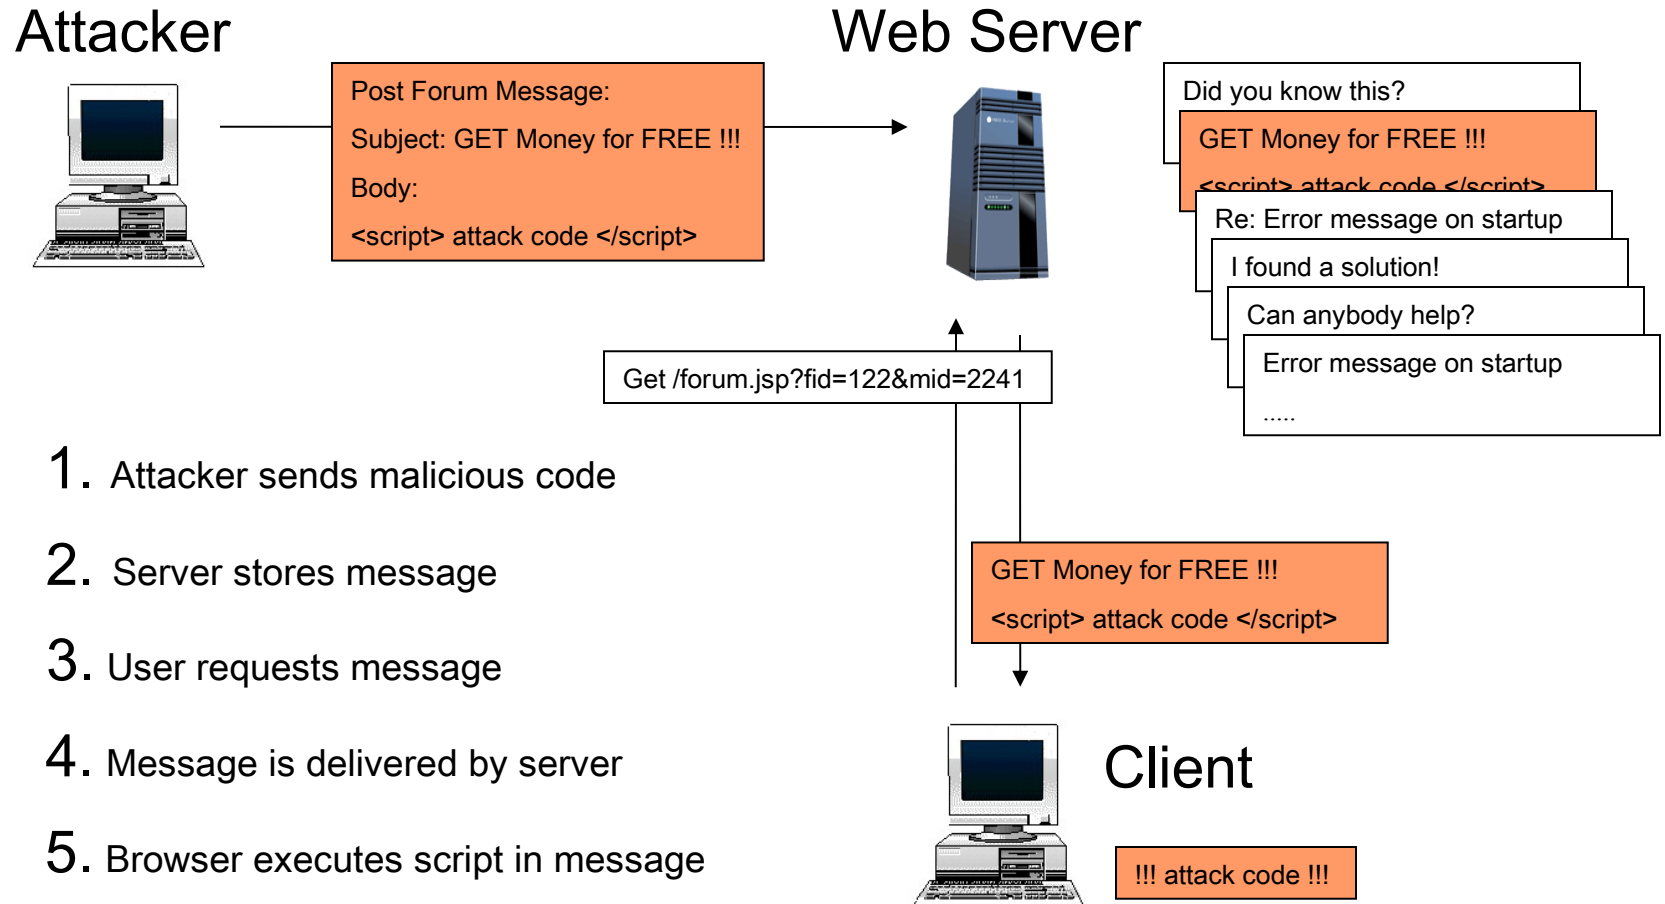 Attacker
Web Server
Post Forum Message:
Subject: GET Money for FREE !!!
Body:
<script> attack code </script>
Did you know this?
GET Money for FREE !!!
<script> attack code </script>
Re: Error message on startup
I found a solution!
Can anybody help?
Error message on startup
.....
Get /forum.jsp?fid=122&mid=2241
1. Attacker sends malicious code
2. Server stores message
3. User requests message
4. Message is delivered by server
5. Browser executes script in message
GET Money for FREE !!!
<script> attack code </script>
Client
!!! attack code !!!